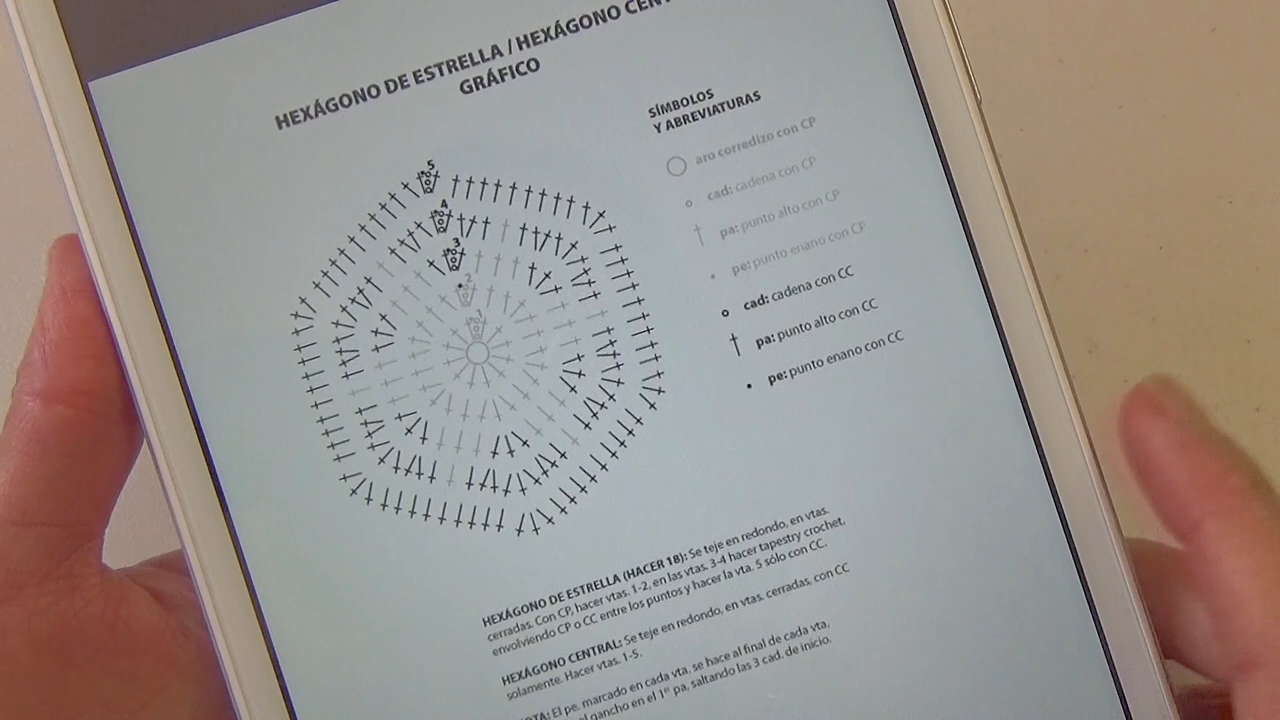 HEXÁGONO DE ESTRELLA / HEXÁGONO
GRÁFICO
SÍMBOLOS
Y ABREVIATURAS
aro corredizo con CP
cad: cadena con CP
pa: punto alto con CP
pe: punto enano con CP
cad: cadena con CC
pa: punto alto con CC
pe: punto enano con CC
5
4
3
2
1
HEXÁGONO DE ESTRELLA (HACER 18): Se teje en redondo, en vtas.
cerradas. Con CP, hacer vtas. 1-2, en las vtas. 3-4 hacer tapestry crochet,
envolviendo CP o CC entre los puntos y hacer la vta. 5 sólo con CC.
HEXÁGONO CENTRAL: Se teje en redondo, en vtas. cerradas, con CC
solamente. Hacer vtas. 1-5.
El pe. marcado en cada vta. se hace al final de cada vta.
gancho en el 1er pa, saltando las 3 cad. de inicio.